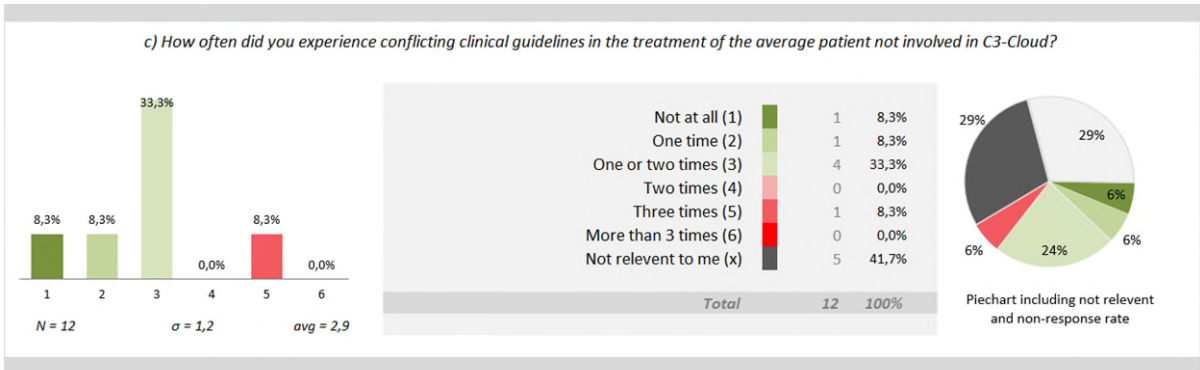 c) How often did you experience conflicting clinical guidelines in the treatment of the average patient not involved in C3-Cloud?
8,3%
8,3%
33,3%
0,0%
8,3%
0,0%
1 2 3 4 5 6
N = 12 σ = 1,2 avg = 2,9
Not at all (1) 1 8,3%
One time (2) 1 8,3%
One or two times (3) 4 33,3%
Two times (4) 0 0,0%
Three times (5) 1 8,3%
More than 3 times (6) 0 0,0%
Not relevent to me (x) 5 41,7%
Total 12 100%
29%
29%
6%
6%
24%
6%
Piechart including not relevent
and non-response rate